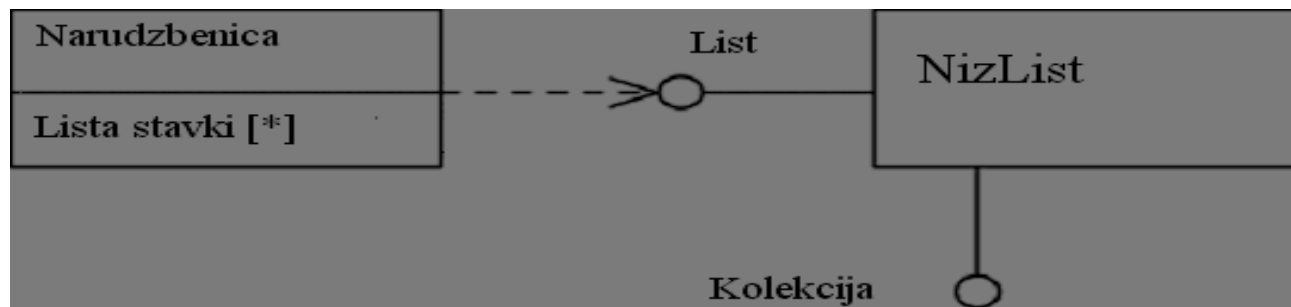 Narudzbenica
List
NizList
Lista stavki [*]
Kolekcija